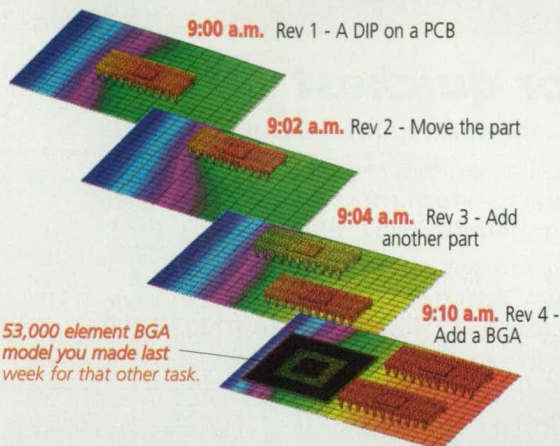 9:00 a.m. Rev 1 - A DIP on a PCB
9:02 a.m. Rev 2 - Move the part
9:04 a.m. Rev 3 - Add
another part
9:10 a.m. Rev 4 -
Add a BGA
53,000 element BGA
model you made last
week for that other task.